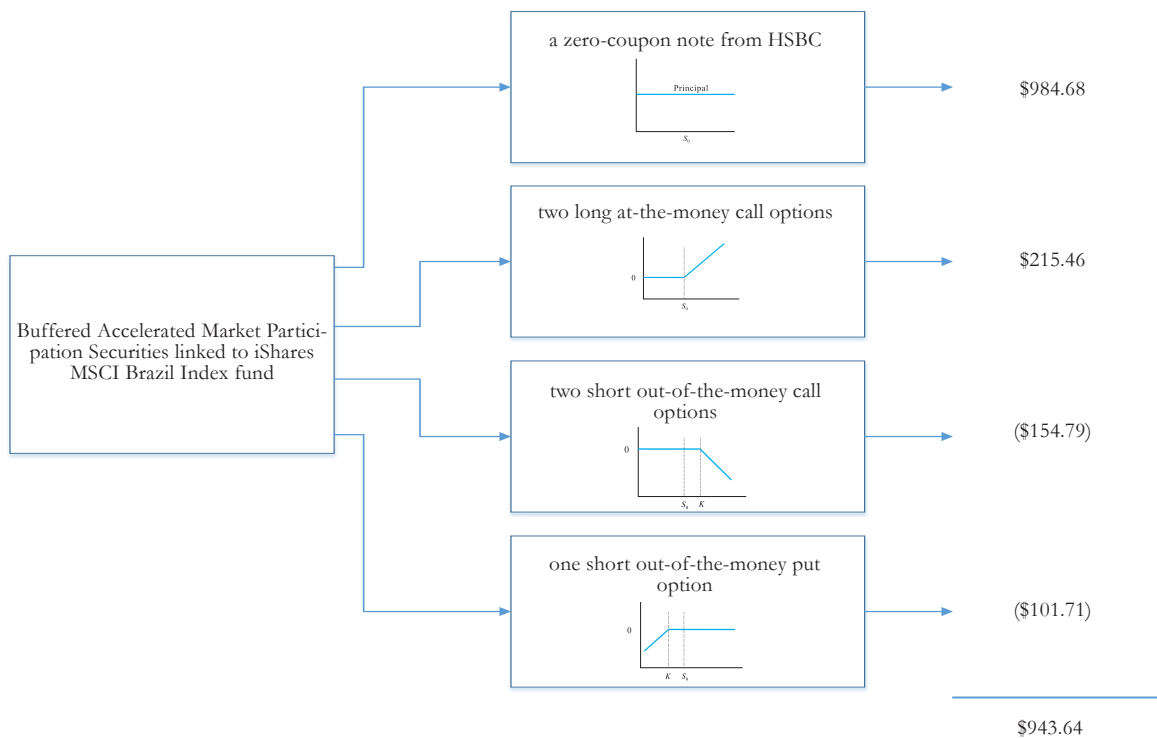 a zero-coupon note from HSBC
Principal
S₀
$984.68
two long at-the-money call options
0
S₀
$215.46
Buffered Accelerated Market Partici-
pation Securities linked to iShares
MSCI Brazil Index fund
two short out-of-the-money call
options
0
S₀ K
($154.79)
one short out-of-the-money put
option
0
K S₀
($101.71)
$943.64